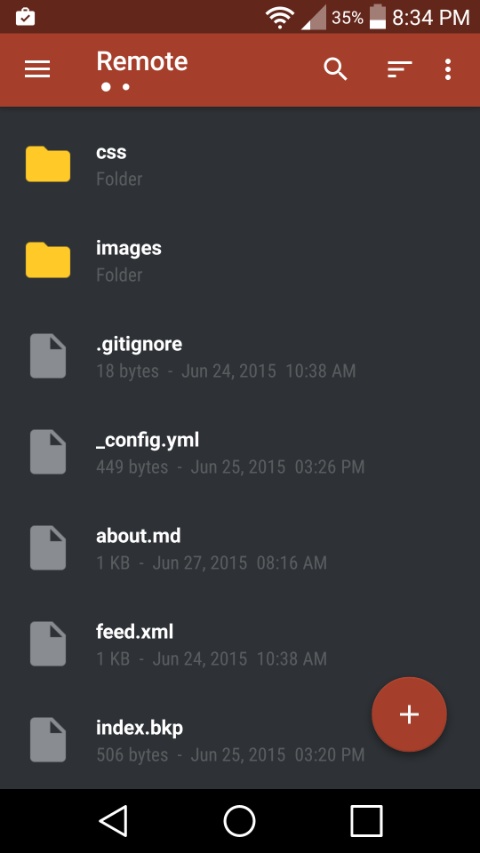 35% 8:34 PM
Remote
css
Folder
images
Folder
.gitignore
18 bytes - Jun 24, 2015 10:38 AM
_config.yml
449 bytes - Jun 25, 2015 03:26 PM
about.md
1 KB - Jun 27, 2015 08:16 AM
feed.xml
1 KB - Jun 24, 2015 10:38 AM
index.bkp
506 bytes - Jun 25, 2015 03:20 PM